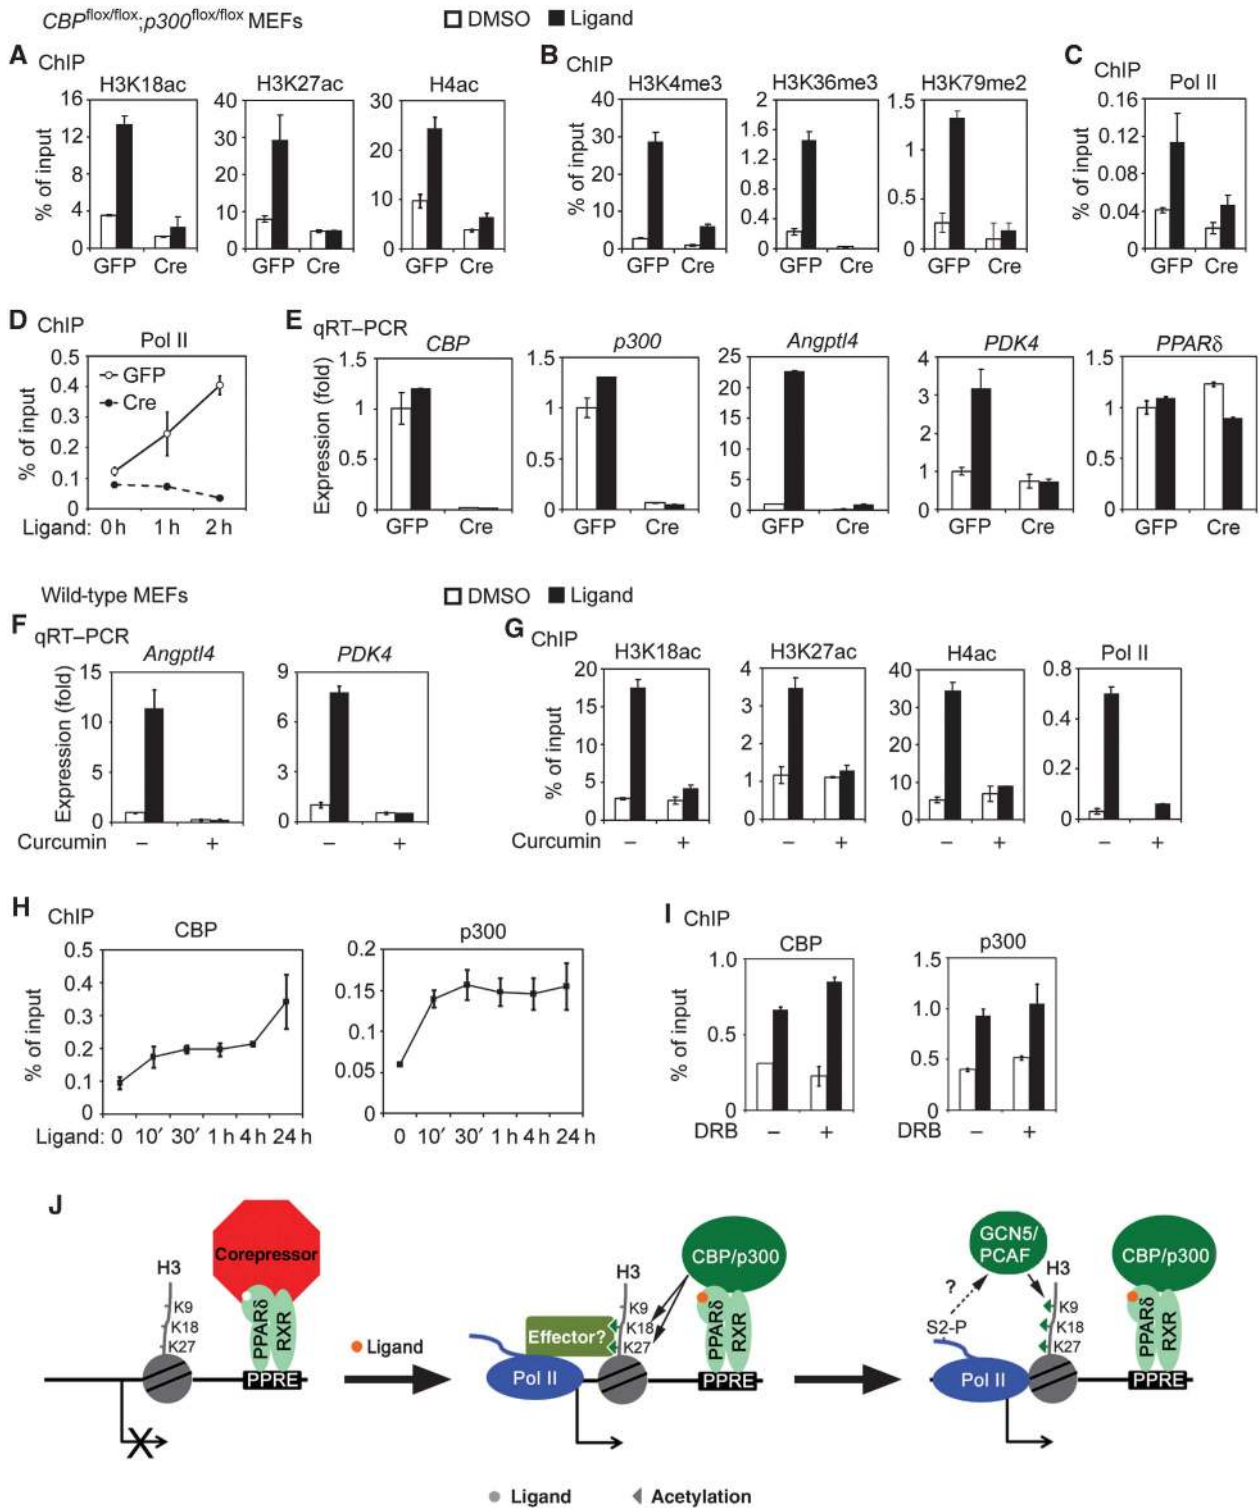 CBPflox/flox;p300flox/flox MEFs
DMSO Ligand
A ChIP
H3K18ac H3K27ac H4ac
% of input
16 12 8 4 0
40 30 20 10 0
30 20 10 0
GFP Cre GFP Cre GFP Cre
B ChIP
H3K4me3 H3K36me3 H3K79me2
% of input
40 30 20 10 0
2 1.6 1.2 0.8 0.4 0
1.5 1 0.5 0
GFP Cre GFP Cre GFP Cre
C ChIP
Pol II
% of input
0.16 0.12 0.08 0.04 0
GFP Cre
D ChIP
Pol II
% of input
0.5 0.4 0.3 0.2 0.1 0
GFP
Cre
Ligand: 0 h 1 h 2 h
E qRT–PCR
CBP p300 Angptl4 PDK4 PPARδ
Expression (fold)
1.5 1 0.5 0
1.5 1 0.5 0
25 20 15 10 5 0
4 3 2 1 0
1.5 1 0.5 0
GFP Cre GFP Cre GFP Cre GFP Cre GFP Cre
Wild-type MEFs
DMSO Ligand
F qRT–PCR
Angptl4 PDK4
Expression (fold)
15 10 5 0
9 6 3 0
Curcumin – + – +
G ChIP
H3K18ac H3K27ac H4ac Pol II
% of input
20 15 10 5 0
4 3 2 1 0
40 30 20 10 0
0.8 0.4 0
Curcumin – + – + – + – +
H ChIP
CBP p300
% of input
0.5 0.4 0.3 0.2 0.1 0
0.2 0.15 0.1 0.05 0
Ligand: 0 10′ 30′ 1 h 4 h 24 h 0 10′ 30′ 1 h 4 h 24 h
I ChIP
CBP p300
% of input
1.0 0.5 0
1.5 1.0 0.5 0
DRB – + DRB – +
J
Corepressor
H3
K9
K18
K27
PPARδ
RXR
PPRE
Ligand
CBP/p300
H3
K9
K18
K27
Effector?
Pol II
PPARδ
RXR
PPRE
GCN5/
PCAF
CBP/p300
H3
?
K9
K18
K27
S2-P
Pol II
PPARδ
RXR
PPRE
Ligand Acetylation